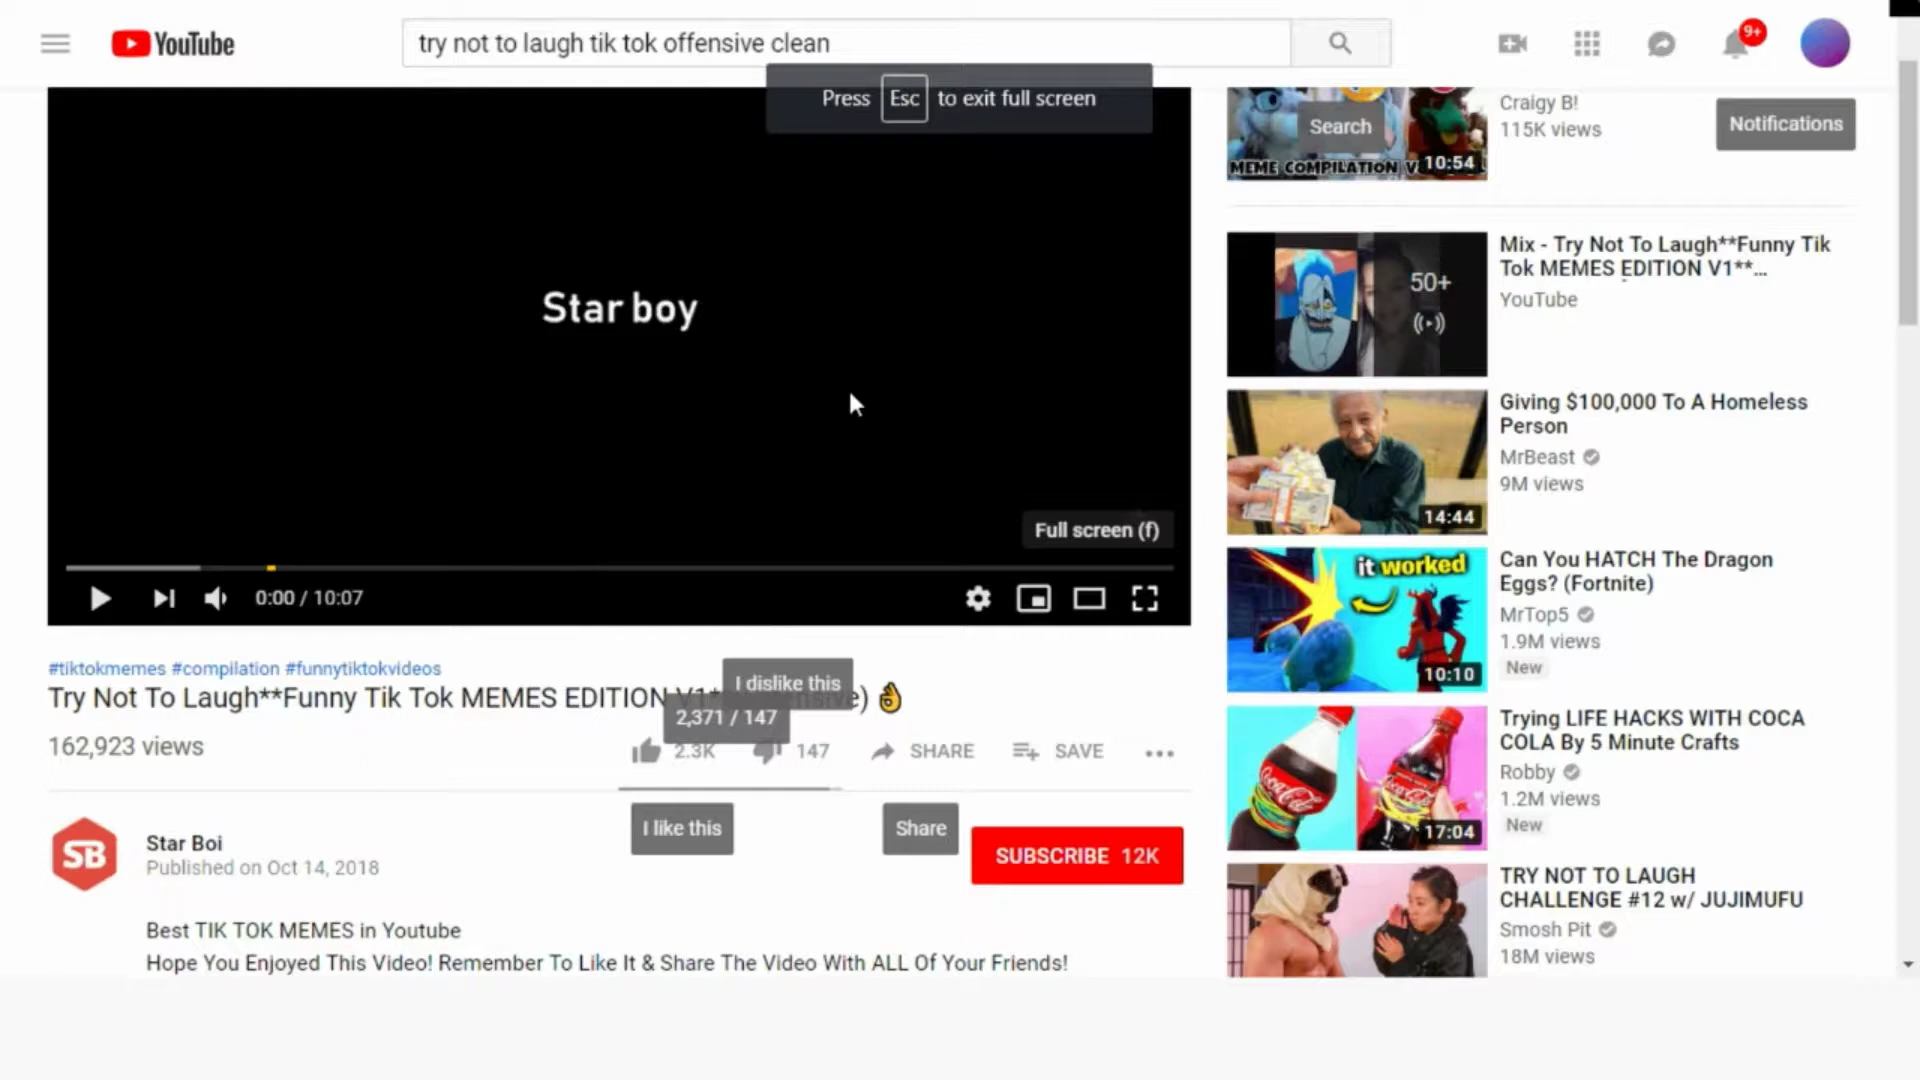 YouTube
try not to laugh tik tok offensive clean
9+
Press Esc to exit full screen
Search
Notifications
Star boy
Full screen (f)
0:00 / 10:07
#tiktokmemes #compilation #funnytiktokvideos
Try Not To Laugh**Funny Tik Tok MEMES EDITION
I dislike this
2,371 / 147
162,923 views
2.3K
147
SHARE
SAVE
I like this
Share
SB
Star Boi
Published on Oct 14, 2018
SUBSCRIBE 12K
Best TIK TOK MEMES in Youtube
Hope You Enjoyed This Video! Remember To Like It & Share The Video With ALL Of Your Friends!
Craigy B!
115K views
MEME COMPILATION
10:54
50+
Mix - Try Not To Laugh**Funny Tik
Tok MEMES EDITION V1**...
YouTube
14:44
Giving $100,000 To A Homeless
Person
MrBeast
9M views
it worked
10:10
Can You HATCH The Dragon
Eggs? (Fortnite)
MrTop5
1.9M views
New
Coca-Cola
Coca-Cola
17:04
Trying LIFE HACKS WITH COCA
COLA By 5 Minute Crafts
Robby
1.2M views
New
TRY NOT TO LAUGH
CHALLENGE #12 w/ JUJIMUFU
Smosh Pit
18M views